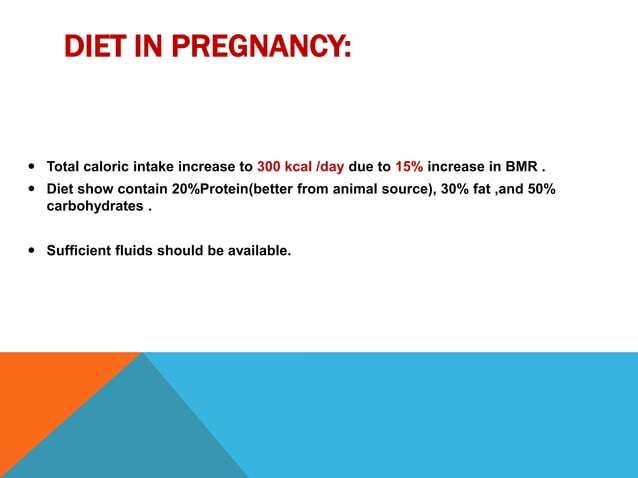 DIET IN PREGNANCY:
• Total caloric intake increase to 300 kcal /day due to 15% increase in BMR .
• Diet show contain 20%Protein(better from animal source), 30% fat ,and 50%
carbohydrates .
• Sufficient fluids should be available.